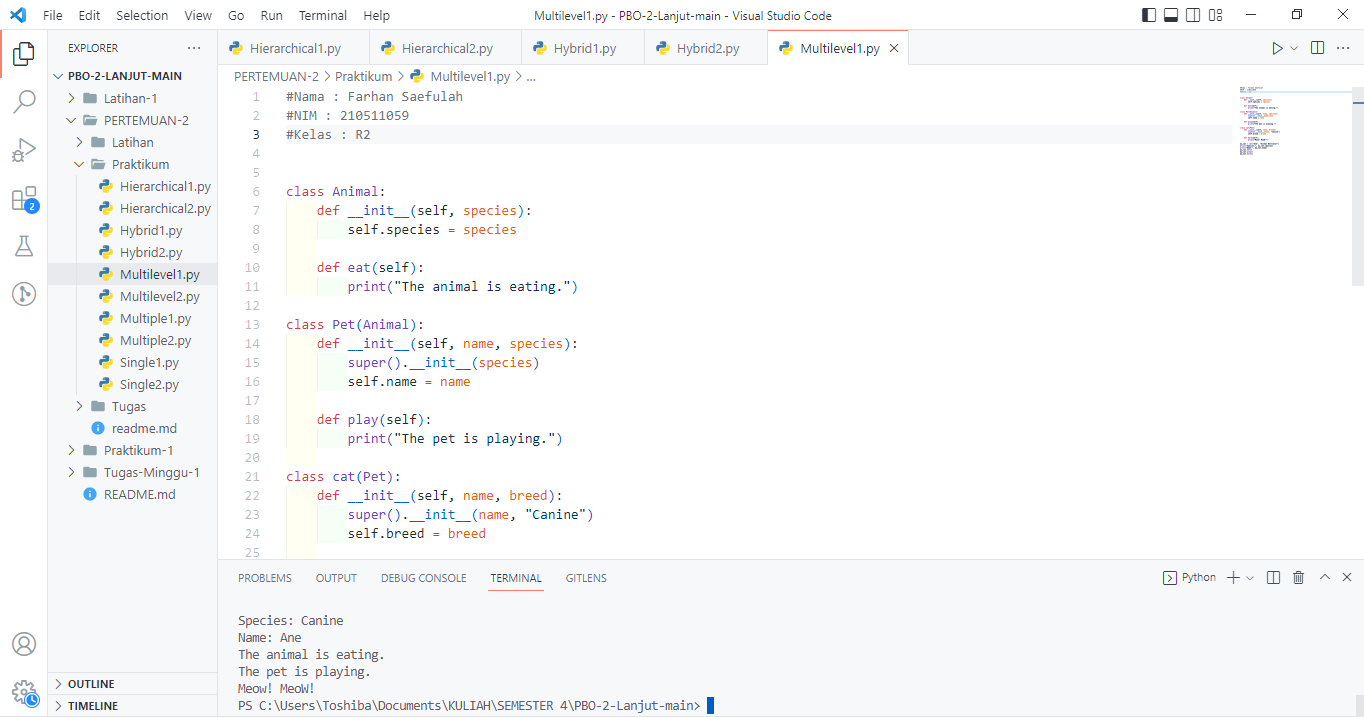 File Edit Selection View Go Run Terminal Help Multilevel1.py - PBO-2-Lanjut-main - Visual Studio Code
EXPLORER
PBO-2-LANJUT-MAIN
Latihan-1
PERTEMUAN-2
Latihan
Praktikum
Hierarchical1.py
Hierarchical2.py
Hybrid1.py
Hybrid2.py
Multilevel1.py
Multilevel2.py
Multiple1.py
Multiple2.py
Single1.py
Single2.py
Tugas
readme.md
Praktikum-1
Tugas-Minggu-1
README.md
OUTLINE
TIMELINE
2
Hierarchical1.py Hierarchical2.py Hybrid1.py Hybrid2.py Multilevel1.py
PERTEMUAN-2 > Praktikum > Multilevel1.py > ...
1 #Nama : Farhan Saefulah
2 #NIM : 210511059
3 #Kelas : R2
4
5
6 class Animal:
7     def __init__(self, species):
8         self.species = species
9
10     def eat(self):
11         print("The animal is eating.")
12
13 class Pet(Animal):
14     def __init__(self, name, species):
15         super().__init__(species)
16         self.name = name
17
18     def play(self):
19         print("The pet is playing.")
20
21 class cat(Pet):
22     def __init__(self, name, breed):
23         super().__init__(name, "Canine")
24         self.breed = breed
25
PROBLEMS OUTPUT DEBUG CONSOLE TERMINAL GITLENS Python
Species: Canine
Name: Ane
The animal is eating.
The pet is playing.
Meow! MeoW!
PS C:\Users\Toshiba\Documents\KULIAH\SEMESTER 4\PBO-2-Lanjut-main>